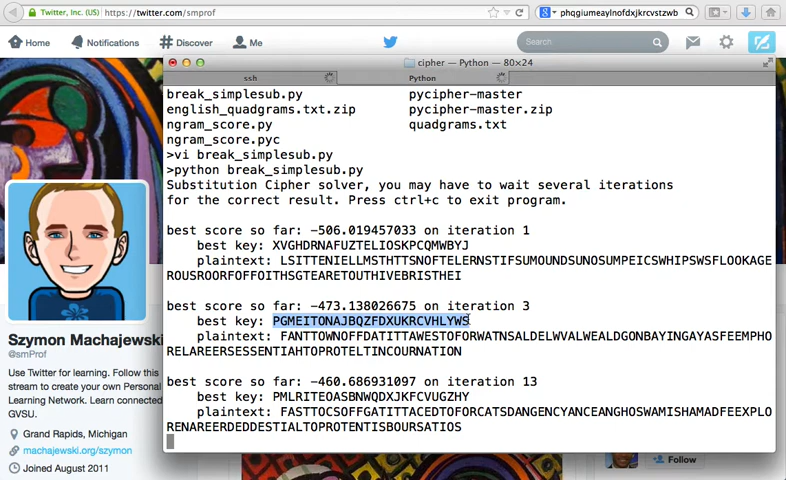 Twitter, Inc. [US]
https://twitter.com/smprof
phqgiumeaylnofdxjkrcvstzwb
Home
Notifications
Discover
Me
Search
cipher — Python — 80×24
ssh
Python
break_simplesub.py pycipher-master
english_quadgrams.txt.zip pycipher-master.zip
ngram_score.py quadgrams.txt
ngram_score.pyc
>vi break_simplesub.py
>python break_simplesub.py
Substitution Cipher solver, you may have to wait several iterations
for the correct result. Press ctrl+c to exit program.
best score so far: -506.019457033 on iteration 1
best key: XVGHDRNAFUZTELIOSKPCQMWBYJ
plaintext: LSITTENIELLMSTHTTSNOFTELERNSTIFSUMOUNDSUNOSUMPEICSWHIPSWSFLOOKAGE
ROUSROORFOFFOITHSGTEARETOUTHIVEBRISTHEI
best score so far: -473.138026675 on iteration 3
best key: PGMEITONAJBQZFDXUKRCVHLYWS
plaintext: FANTTOWNOFFDATITTAWESTOFORWATNSALDELWVALWEALDGONBAYINGAYASFEEMPHO
RELAREERSESSENTIAHTOPROTELTINCOURNATION
best score so far: -460.686931097 on iteration 13
best key: PMLRITEOASBNWQDXJKFCVUGZHY
plaintext: FASTTOCSOFFGATITTACEDTOFORCATSDANGENCYANCEANGHOSWAMISHAMADFEEXPLO
RENAREERDEDDESTIALTOPROTENTISBOURSATIOS
Szymon Machajewski
@smProf
Use Twitter for learning. Follow this
stream to create your own Personal
Learning Network. Learn connected
GVSU.
Grand Rapids, Michigan
machajewski.org/szymon
Joined August 2011
Follow